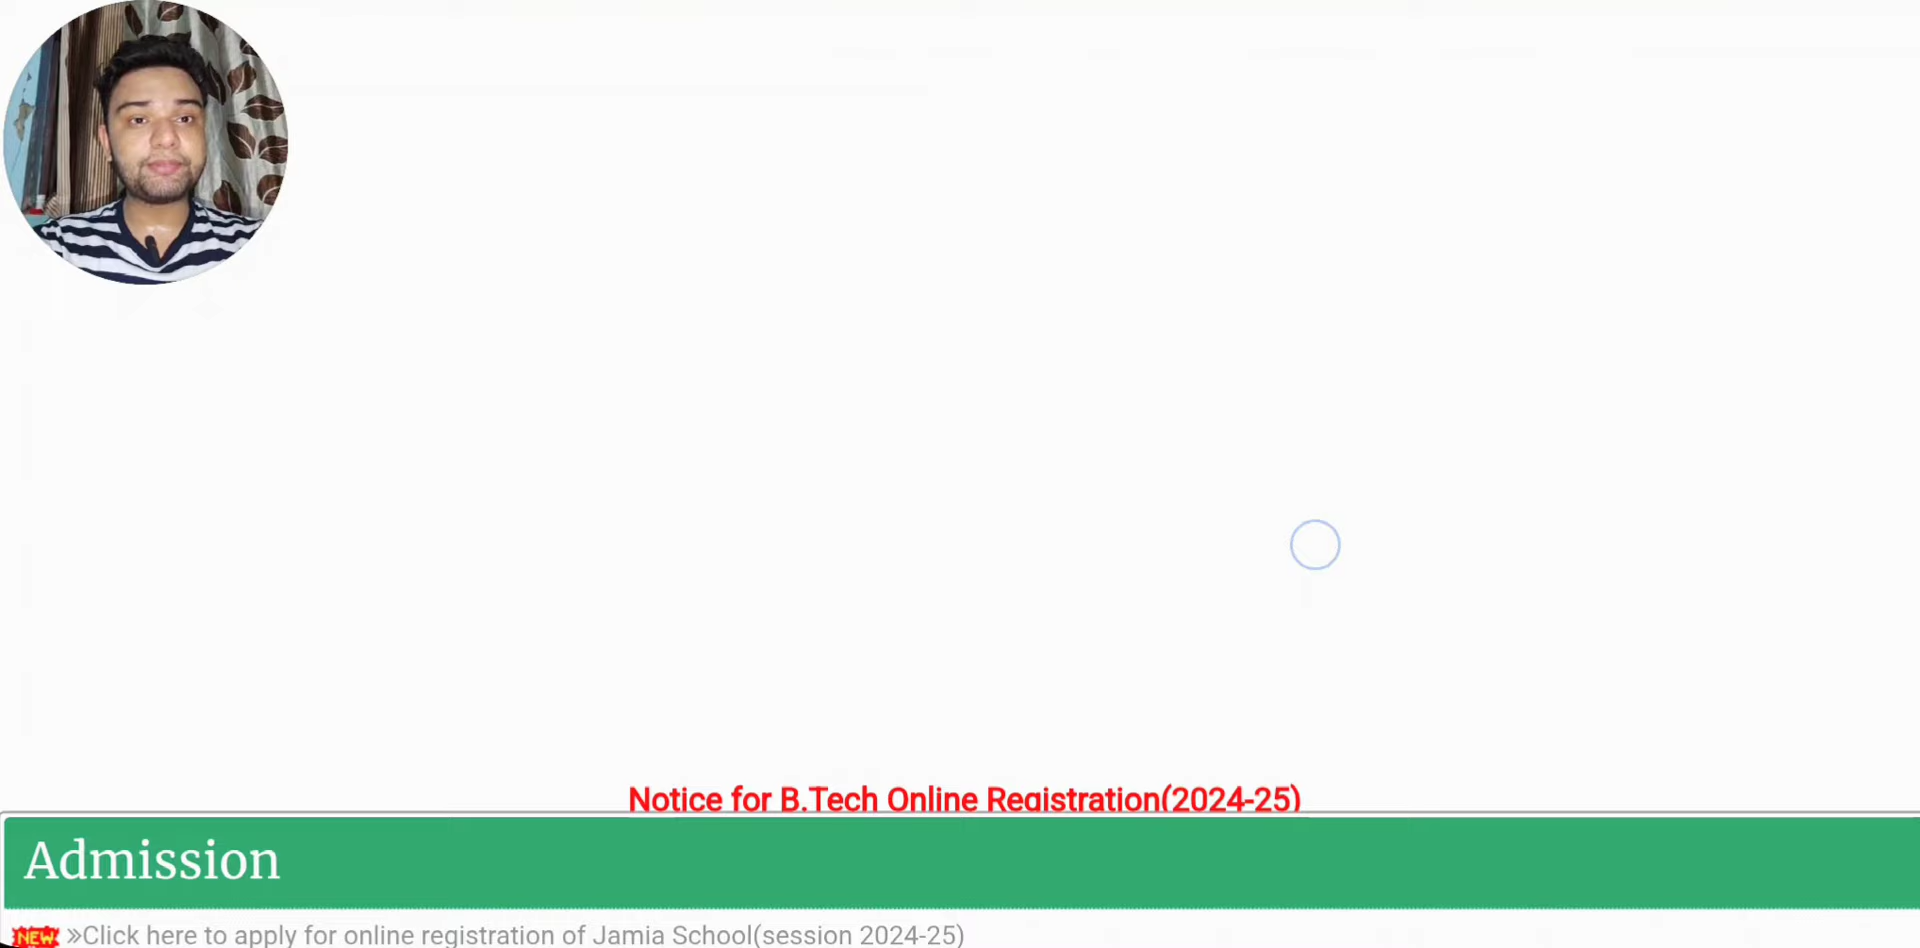 Notice for B.Tech Online Registration(2024-25)
Admission
NEW »Click here to apply for online registration of Jamia School(session 2024-25)